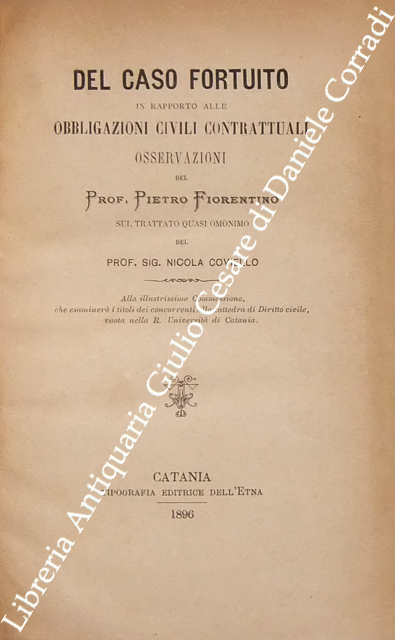 DEL CASO FORTUITO
IN RAPPORTO ALLE
OBBLIGAZIONI CIVILI CONTRATTUALI
OSSERVAZIONI
DEL
PROF. PIETRO FIORENTINO
SUL TRATTATO QUASI OMONIMO
DEL
PROF. SIG. NICOLA COVIELLO
Alla illustrissima Commissione,
che esaminerà i titoli dei concorrenti alla cattedra di Diritto civile,
vuota nella R. Università di Catania.
CATANIA
TIPOGRAFIA EDITRICE DELL'ETNA
1896
Libreria Antiquaria Giulio Cesare di Daniele Corradi